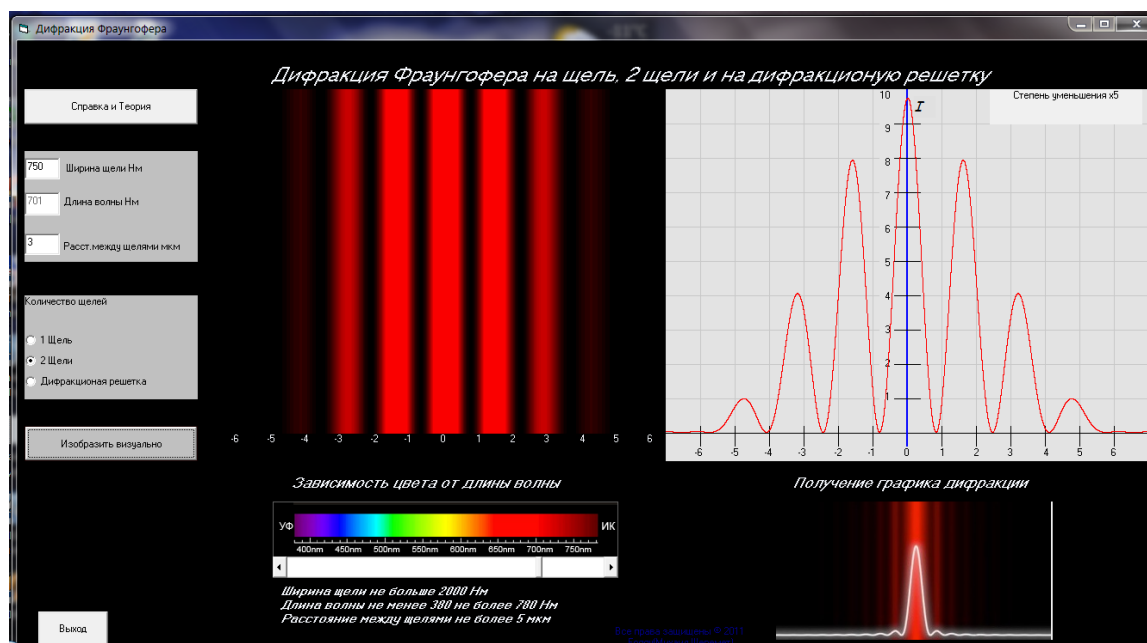 Дифракция Фраунгофера
Дифракция Фраунгофера на щель, 2 щели и на дифракционую решетку
Справка и Теория
750 Ширина щели Нм
701 Длина волны Нм
3 Расст.между щелями мкм
Количество щелей
1 Щель
2 Щели
Дифракционая решетка
Изобразить визуально
-6 -5 -4 -3 -2 -1 0 1 2 3 4 5 6
Степень уменьшения x5
I
10
9
8
7
6
5
4
3
2
1
-6 -5 -4 -3 -2 -1 0 1 2 3 4 5 6
Зависимость цвета от длины волны
УФ ИК
400nm 450nm 500nm 550nm 600nm 650nm 700nm 750nm
Ширина щели не больше 2000 Нм
Длина волны не менее 380 не более 780 Нм
Расстояние между щелями не более 5 мкм
Получение графика дифракции
Выход